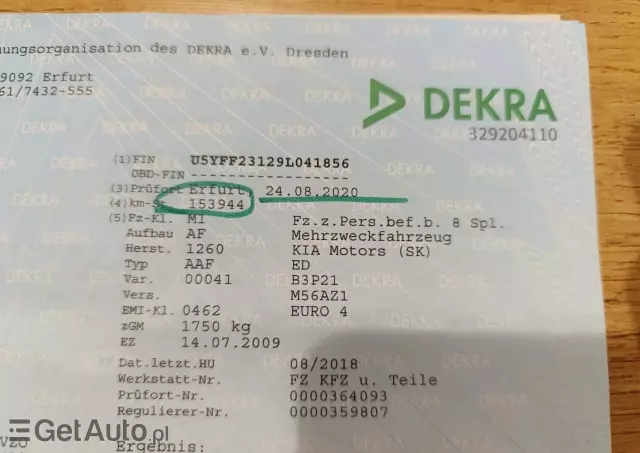 ungsorganisation des DEKRA e.V. Dresden
9092 Erfurt
61/7432-555
DEKRA
329204110
(1) FIN U5YFF23129L041856
OBD-FIN -----------------
(3) Prüfort Erfurt, 24.08.2020
(4) km-St. 153944
(5) Fz-Kl. M1 Fz.z.Pers.bef.b. 8 Spl.
Aufbau AF Mehrzweckfahrzeug
Herst. 1260 KIA Motors (SK)
Typ AAF ED
Var. 00041 B3P21
Vers. M56AZ1
EMI-Kl. 0462 EURO 4
zGM 1750 kg
EZ 14.07.2009
Dat.letzt.HU 08/2018
Werkstatt-Nr. FZ KFZ u. Teile
Prüfort-Nr. 0000364093
Regulierer-Nr. 0000359807
VZO Ergebnis:
GetAuto.pl